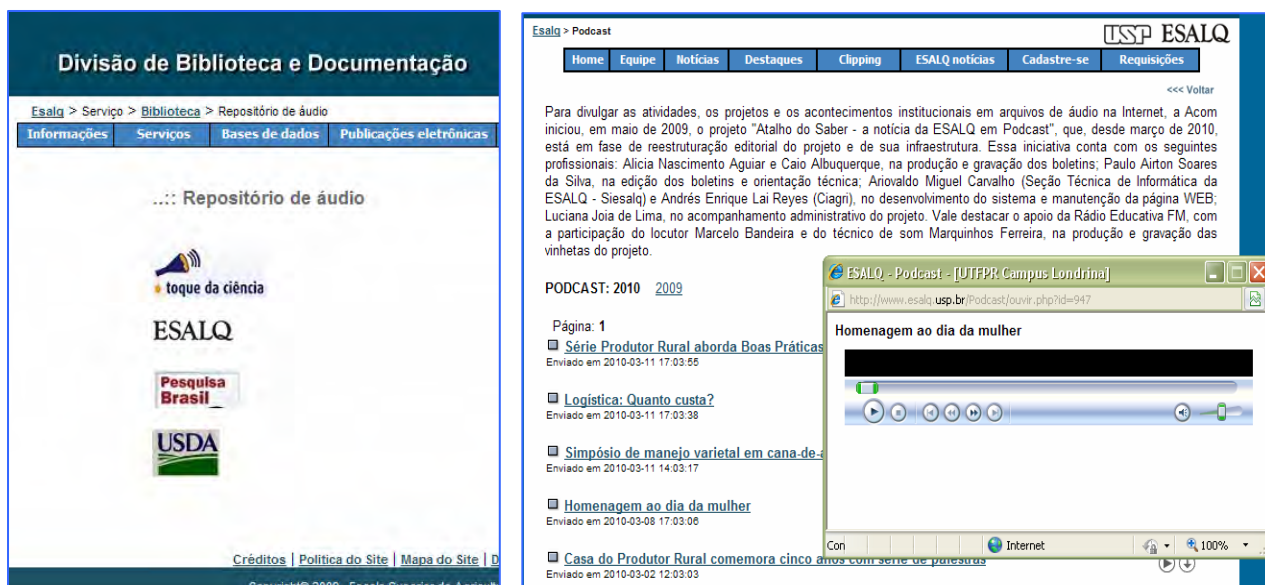 Divisão de Biblioteca e Documentação
Esalq > Serviço > Biblioteca > Repositório de áudio
Informações Serviços Bases de dados Publicações eletrônicas
..:: Repositório de áudio
toque da ciência
ESALQ
Pesquisa
Brasil
USDA
Créditos | Política do Site | Mapa do Site | D
Esalq > Podcast
USP ESALQ
Home Equipe Notícias Destaques Clipping ESALQ notícias Cadastre-se Requisições
<<< Voltar
Para divulgar as atividades, os projetos e os acontecimentos institucionais em arquivos de áudio na Internet, a Acom
iniciou, em maio de 2009, o projeto "Atalho do Saber - a notícia da ESALQ em Podcast", que, desde março de 2010,
está em fase de reestruturação editorial do projeto e de sua infraestrutura. Essa iniciativa conta com os seguintes
profissionais: Alicia Nascimento Aguiar e Caio Albuquerque, na produção e gravação dos boletins; Paulo Airton Soares
da Silva, na edição dos boletins e orientação técnica; Ariovaldo Miguel Carvalho (Seção Técnica de Informática da
ESALQ - Siesalq) e Andrés Enrique Lai Reyes (Ciagri), no desenvolvimento do sistema e manutenção da página WEB;
Luciana Joia de Lima, no acompanhamento administrativo do projeto. Vale destacar o apoio da Rádio Educativa FM, com
a participação do locutor Marcelo Bandeira e do técnico de som Marquinhos Ferreira, na produção e gravação das
vinhetas do projeto.
PODCAST: 2010 2009
Página: 1
Série Produtor Rural aborda Boas Práticas
Enviado em 2010-03-11 17:03:55
Logística: Quanto custa?
Enviado em 2010-03-11 17:03:38
Simpósio de manejo varietal em cana-de-a
Enviado em 2010-03-11 14:03:17
Homenagem ao dia da mulher
Enviado em 2010-03-08 17:03:06
Casa do Produtor Rural comemora cinco anos com série de palestras
Enviado em 2010-03-02 12:03:03
ESALQ - Podcast - [UTFPR Campus Londrina]
http://www.esalq.usp.br/Podcast/ouvir.php?id=947
Homenagem ao dia da mulher
Con Internet 100%